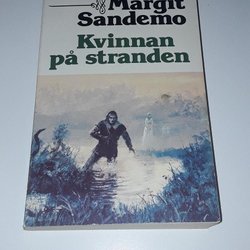 Margit
Sandemo
Kvinnan
på stranden